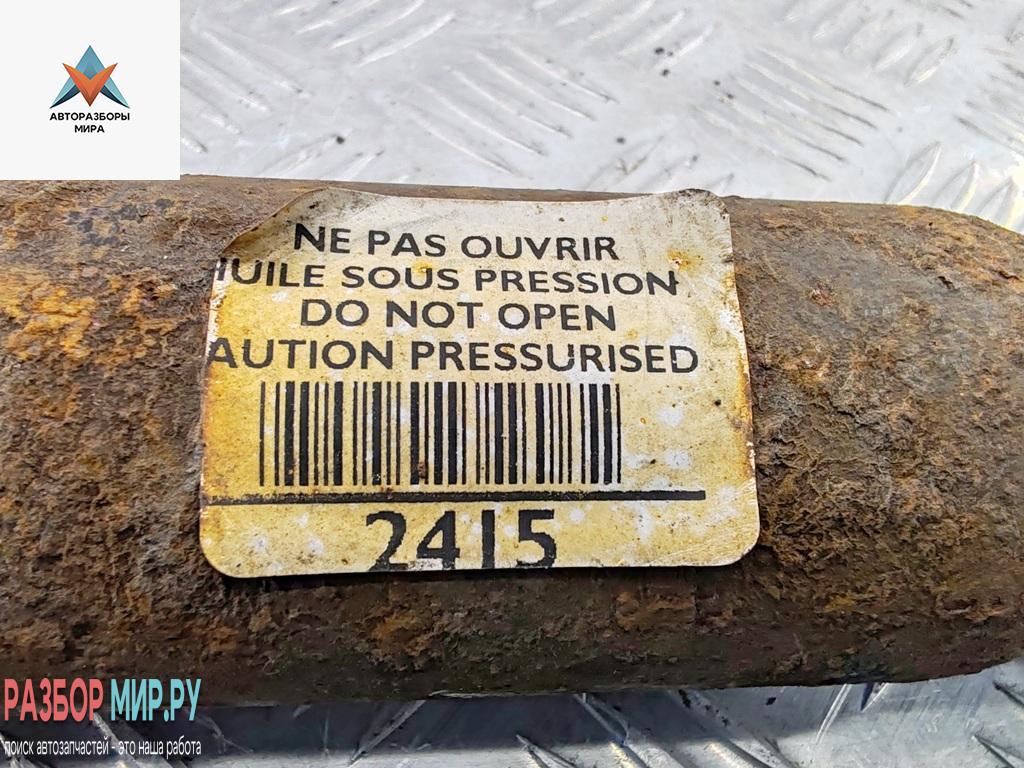 АВТОРАЗБОРЫ
МИРА
NE PAS OUVRIR
HUILE SOUS PRESSION
DO NOT OPEN
AUTION PRESSURISED
2415
РАЗБОР МИР.РУ
поиск автозапчастей - это наша работа